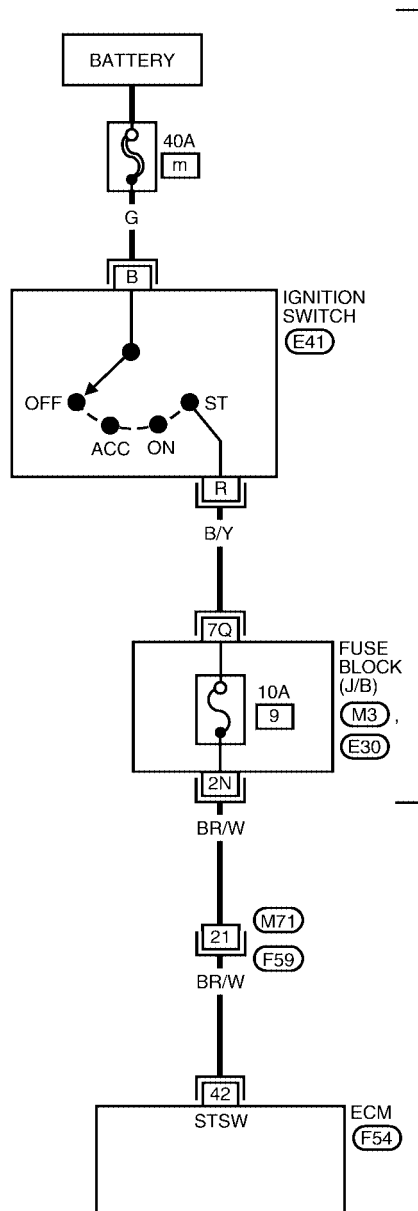 BATTERY
40A
m
G
B
IGNITION
SWITCH
E41
OFF
ST
ACC
ON
R
B/Y
7Q
FUSE
BLOCK
(J/B)
10A
9
M3 ,
E30
2N
BR/W
21
M71
F59
BR/W
42
STSW
ECM
F54